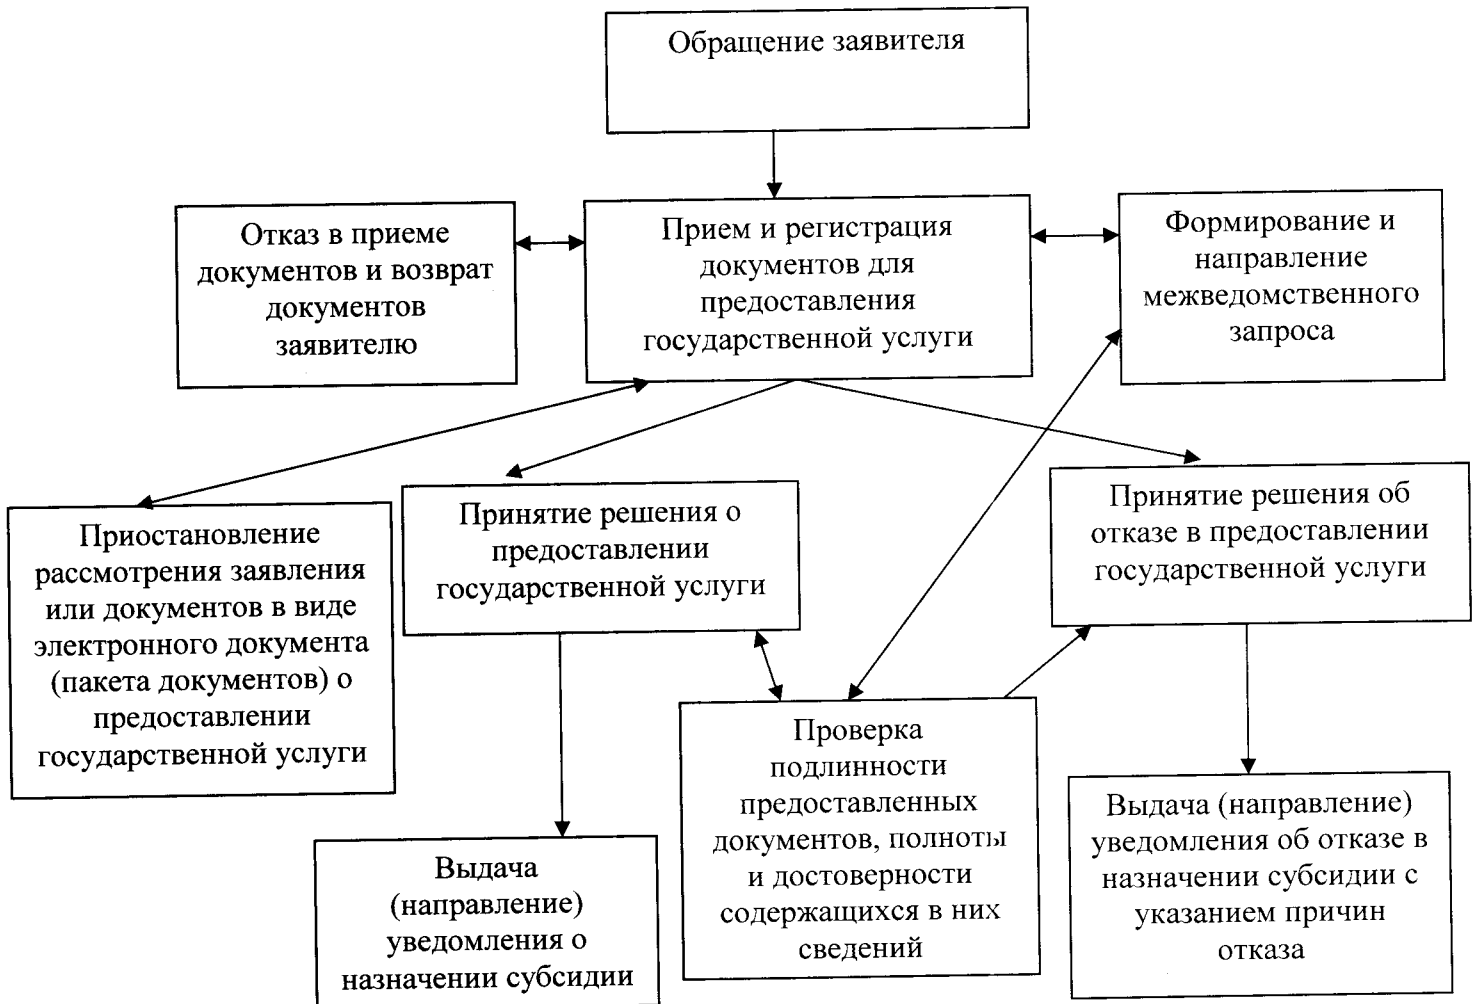 Обращение заявителя
Отказ в приеме
документов и возврат
документов
заявителю
Прием и регистрация
документов для
предоставления
государственной услуги
Формирование и
направление
межведомственного
запроса
Приостановление
рассмотрения заявления
или документов в виде
электронного документа
(пакета документов) о
предоставлении
государственной услуги
Принятие решения о
предоставлении
государственной услуги
Принятие решения об
отказе в предоставлении
государственной услуги
Выдача
(направление)
уведомления о
назначении субсидии
Проверка
подлинности
предоставленных
документов, полноты
и достоверности
содержащихся в них
сведений
Выдача (направление)
уведомления об отказе в
назначении субсидии с
указанием причин
отказа